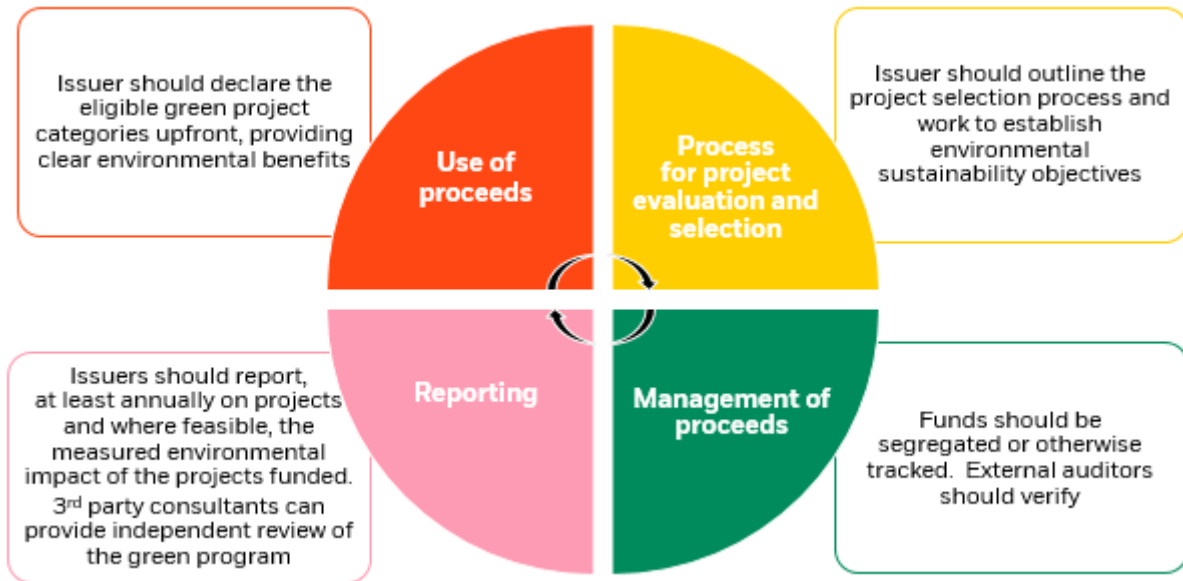 Issuer should declare the
eligible green project
categories upfront, providing
clear environmental benefits
Use of
proceeds
Process
for project
evaluation and
selection
Issuer should outline the
project selection process and
work to establish
environmental
sustainability objectives
Issuers should report,
at least annually on projects
and where feasible, the
measured environmental
impact of the projects funded.
3rd party consultants can
provide independent review of
the green program
Reporting
Management of
proceeds
Funds should be
segregated or otherwise
tracked. External auditors
should verify